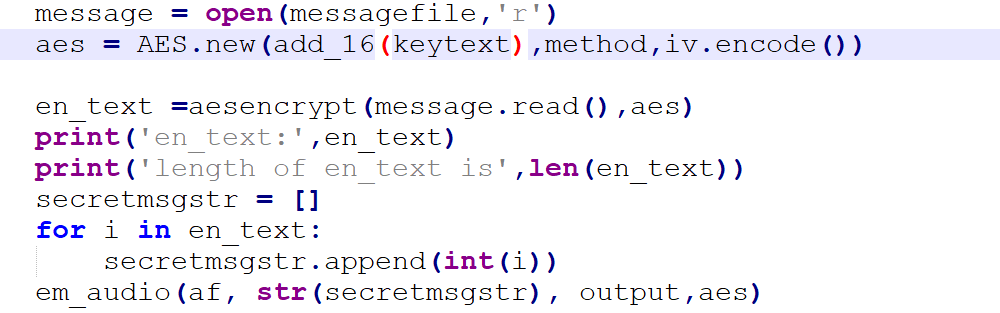 message = open(messagefile,'r')
aes = AES.new(add_16(keytext),method,iv.encode())
en_text =aesencrypt(message.read(),aes)
print('en_text:',en_text)
print('length of en_text is',len(en_text))
secretmsgstr = []
for i in en_text:
    secretmsgstr.append(int(i))
em_audio(af, str(secretmsgstr), output,aes)